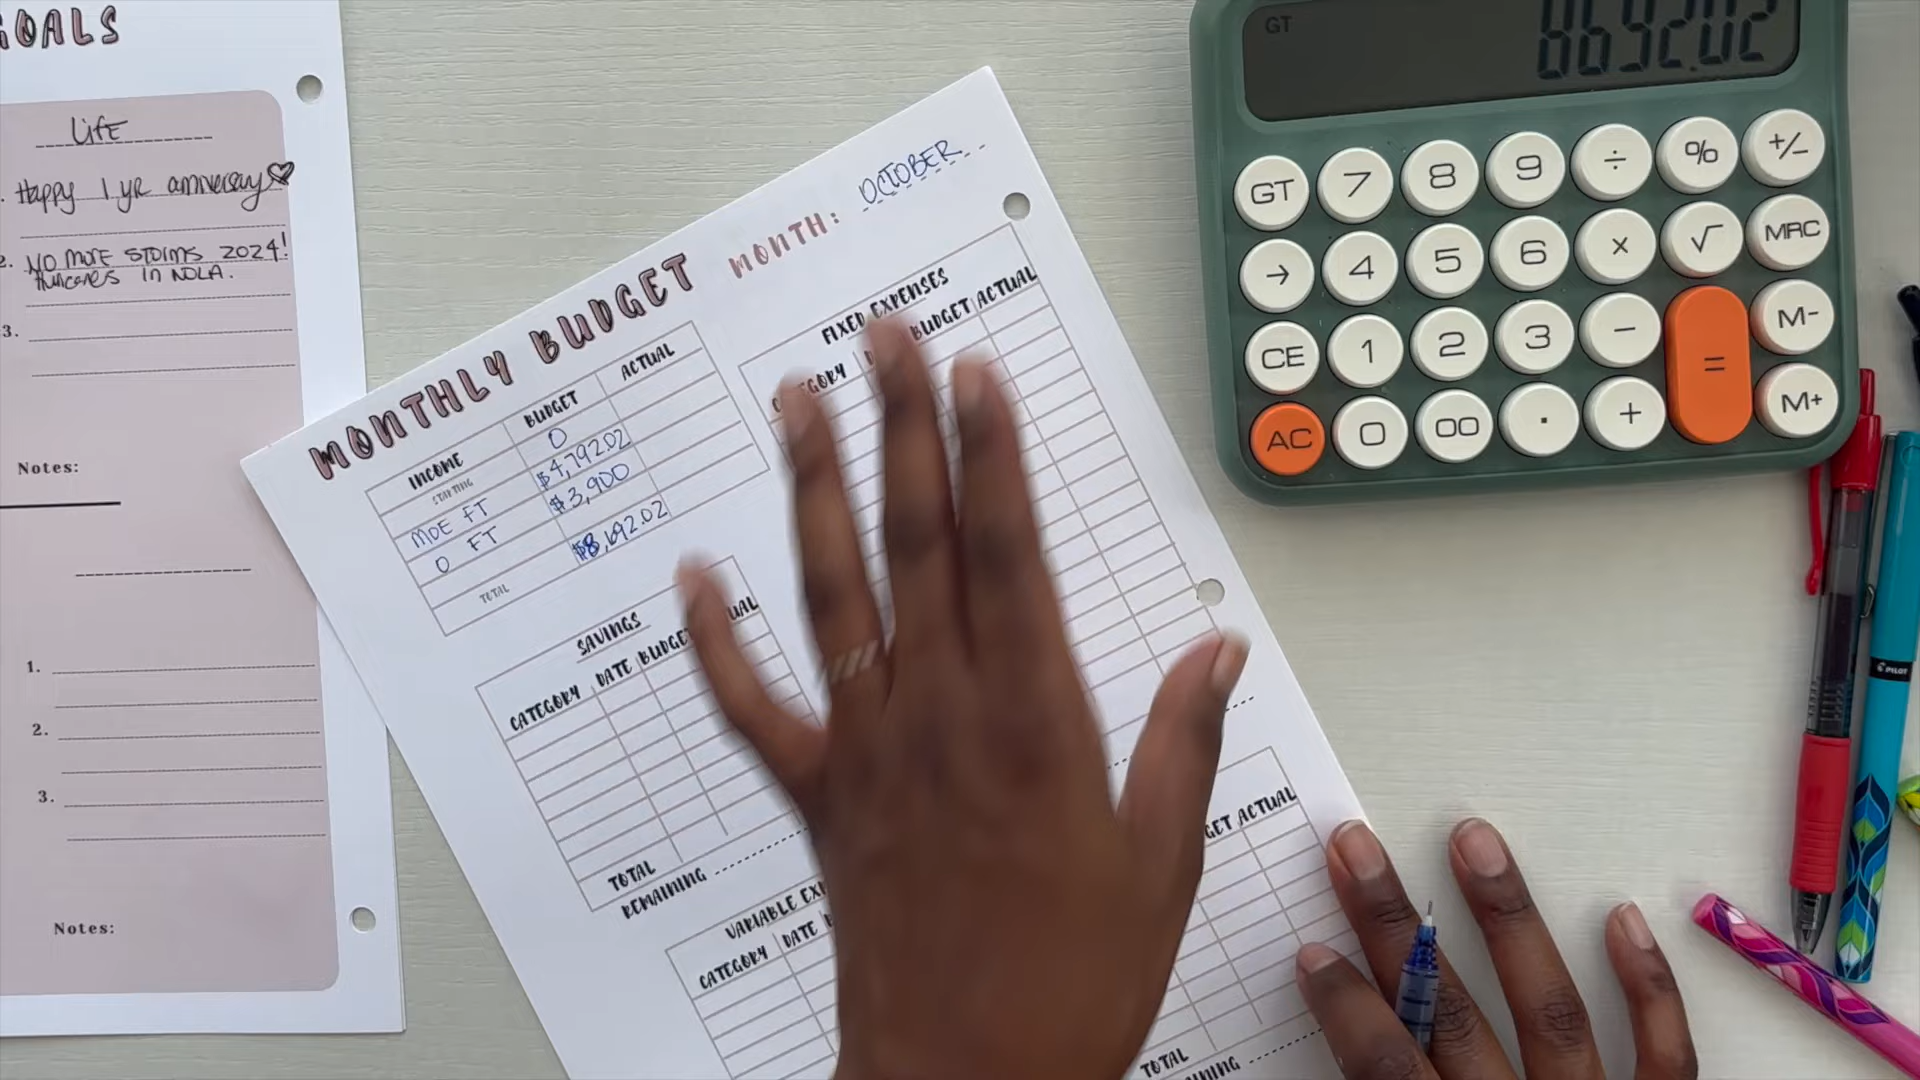 GOALS
Life
Happy 1 yr anniversay
2. NO MORE STORMS 2024!
IN NOLA.
3.
Notes:
1.
2.
3.
Notes:
MONTHLY BUDGET
MONTH: OCTOBER
INCOME BUDGET ACTUAL
STARTING 0
MOE FT $4,792.02
O FT $3,900
TOTAL $8,692.02
SAVINGS
CATEGORY DATE BUDGET
TOTAL
REMAINING
VARIABLE
CATEGORY DATE
FIXED EXPENSES
BUDGET ACTUAL
ACTUAL
TOTAL
GT
8692.02
GT 7 8 9 ÷ % +/-
→ 4 5 6 × √ MRC
CE 1 2 3 − = M-
AC 0 00 . + M+
PILOT